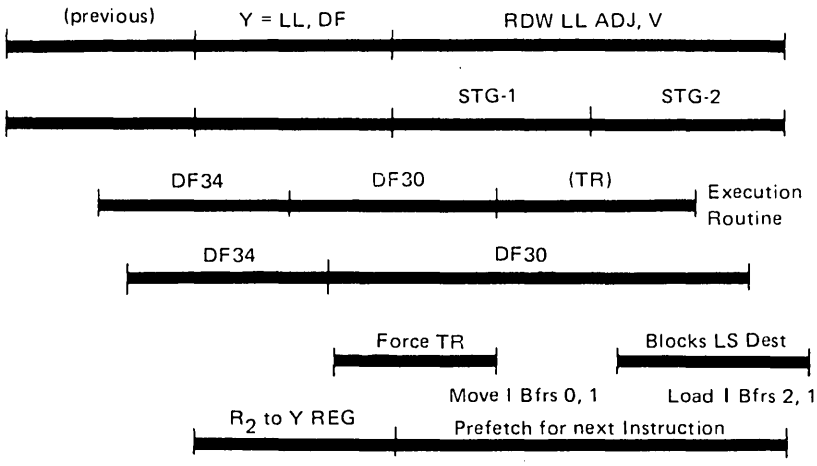 (previous) Y = LL, DF RDW LL ADJ, V
STG-1 STG-2
DF34 DF30 (TR) Execution
Routine
DF34 DF30
Force TR Blocks LS Dest
Move I Bfrs 0, 1 Load I Bfrs 2, 1
R2 to Y REG Prefetch for next Instruction